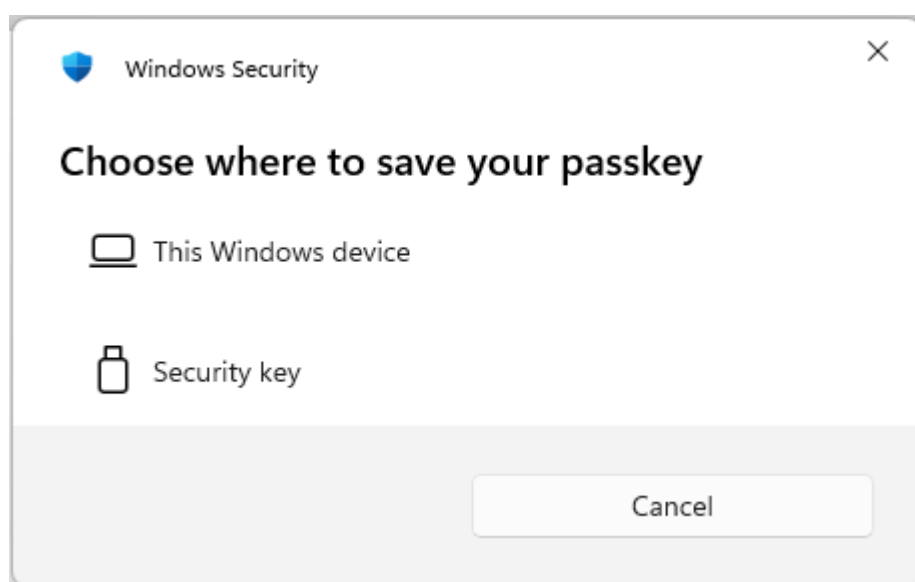 Windows Security
Choose where to save your passkey
This Windows device
Security key
Cancel